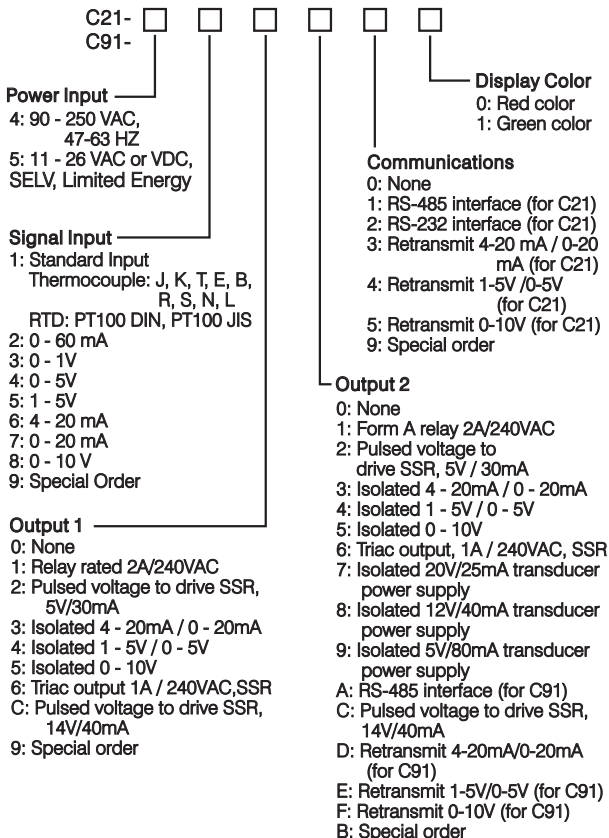 C21-
C91-
Power Input
4: 90 - 250 VAC,
47-63 HZ
5: 11 - 26 VAC or VDC,
SELV, Limited Energy
Signal Input
1: Standard Input
Thermocouple: J, K, T, E, B,
R, S, N, L
RTD: PT100 DIN, PT100 JIS
2: 0 - 60 mA
3: 0 - 1V
4: 0 - 5V
5: 1 - 5V
6: 4 - 20 mA
7: 0 - 20 mA
8: 0 - 10 V
9: Special Order
Output 1
0: None
1: Relay rated 2A/240VAC
2: Pulsed voltage to drive SSR,
5V/30mA
3: Isolated 4 - 20mA / 0 - 20mA
4: Isolated 1 - 5V / 0 - 5V
5: Isolated 0 - 10V
6: Triac output 1A / 240VAC,SSR
C: Pulsed voltage to drive SSR,
14V/40mA
9: Special order
Display Color
0: Red color
1: Green color
Communications
0: None
1: RS-485 interface (for C21)
2: RS-232 interface (for C21)
3: Retransmit 4-20 mA / 0-20
mA (for C21)
4: Retransmit 1-5V /0-5V
(for C21)
5: Retransmit 0-10V (for C21)
9: Special order
Output 2
0: None
1: Form A relay 2A/240VAC
2: Pulsed voltage to
drive SSR, 5V / 30mA
3: Isolated 4 - 20mA / 0 - 20mA
4: Isolated 1 - 5V / 0 - 5V
5: Isolated 0 - 10V
6: Triac output, 1A / 240VAC, SSR
7: Isolated 20V/25mA transducer
power supply
8: Isolated 12V/40mA transducer
power supply
9: Isolated 5V/80mA transducer
power supply
A: RS-485 interface (for C91)
C: Pulsed voltage to drive SSR,
14V/40mA
D: Retransmit 4-20mA/0-20mA
(for C91)
E: Retransmit 1-5V/0-5V (for C91)
F: Retransmit 0-10V (for C91)
B: Special order